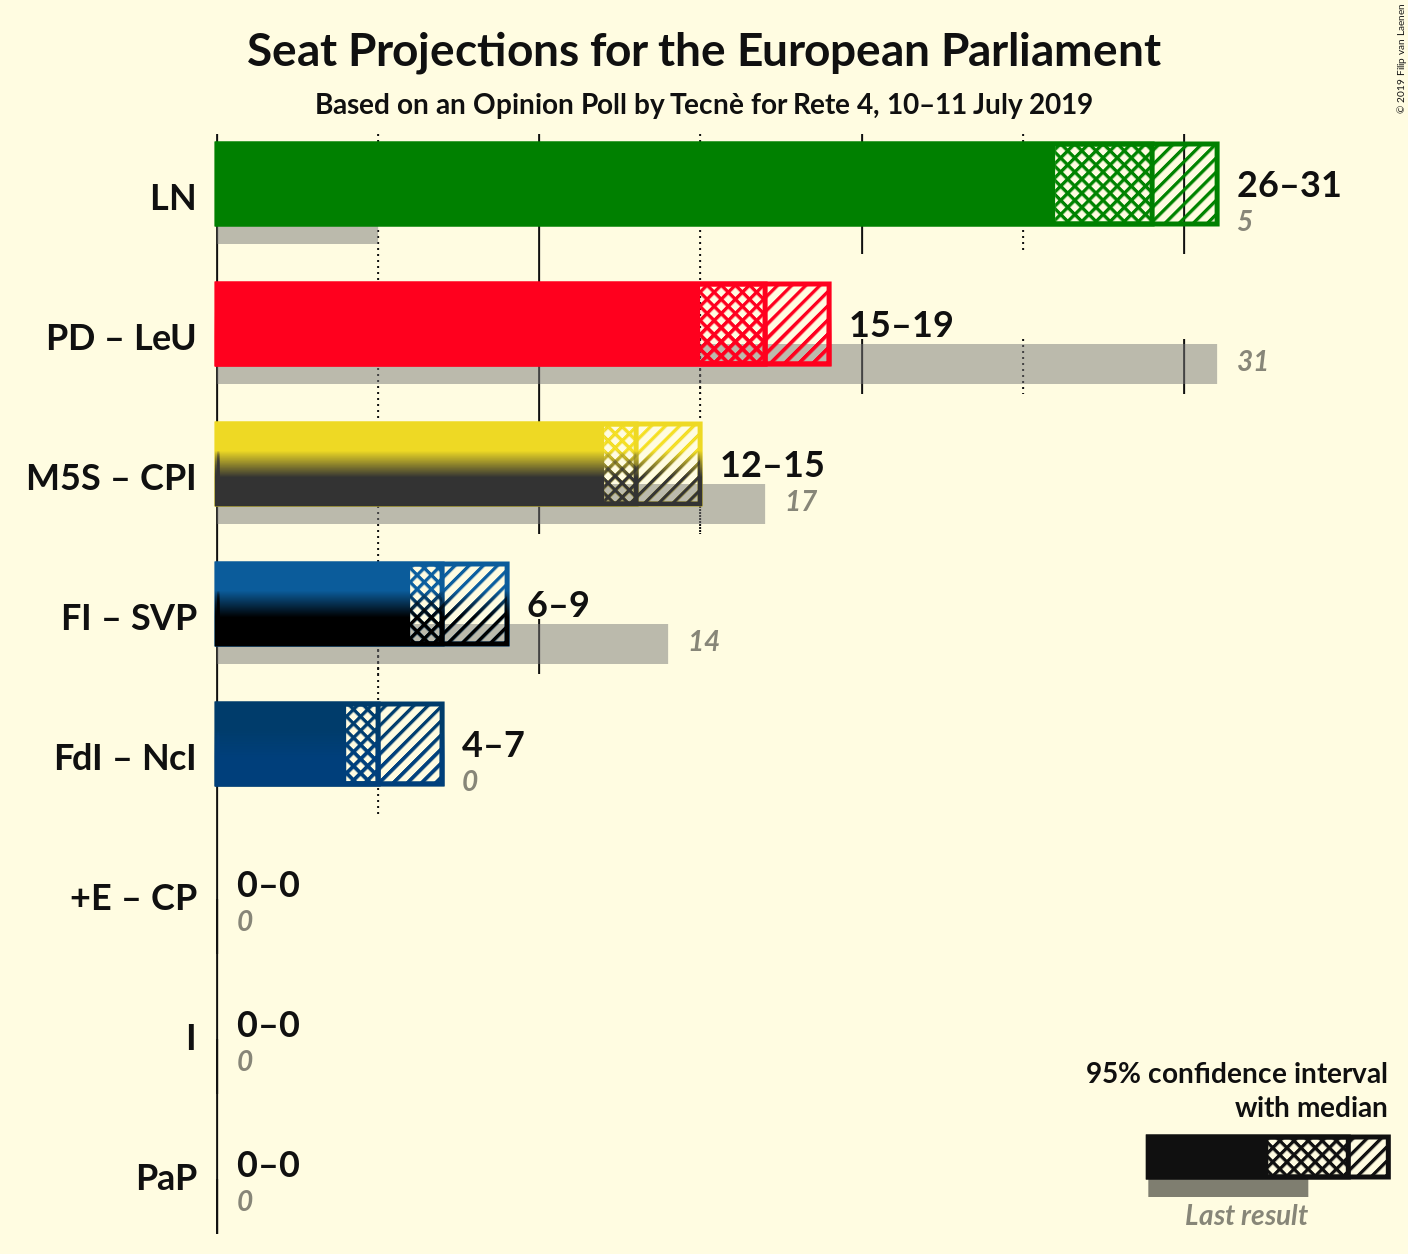 Seat Projections for the European Parliament
Based on an Opinion Poll by Tecnè for Rete 4, 10–11 July 2019
© 2019 Filip van Laenen
LN
26–31
5
PD – LeU
15–19
31
M5S – CPI
12–15
17
FI – SVP
6–9
14
FdI – NcI
4–7
0
+E – CP
0–0
0
I
0–0
0
PaP
0–0
0
95% confidence interval
with median
Last result